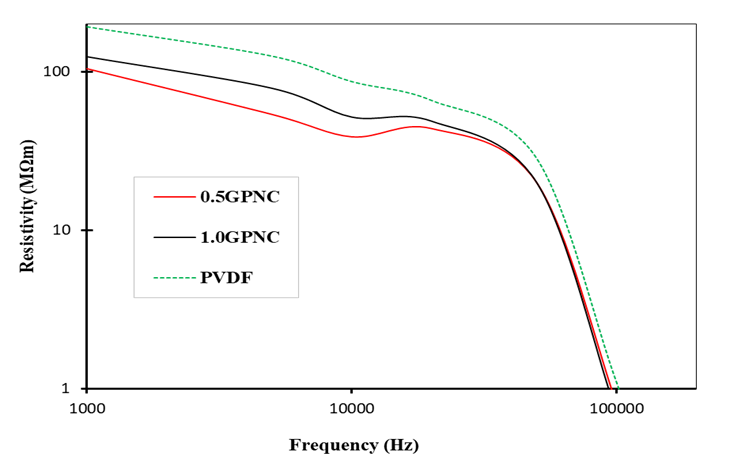 100
10
1
1000
10000
100000
Resistivity (MΩm)
Frequency (Hz)
0.5GPNC
1.0GPNC
PVDF